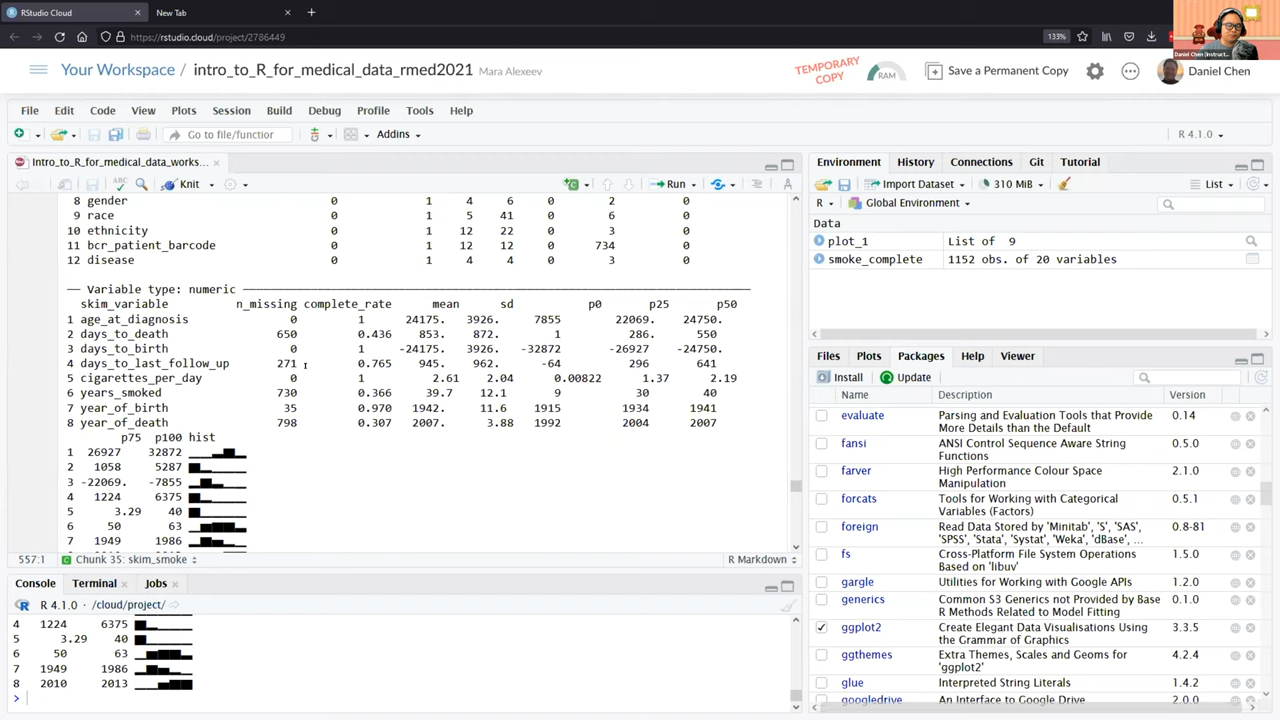 RStudio Cloud
New Tab
https://rstudio.cloud/project/2786449
133%
Daniel Chen (Instruct...
Your Workspace / intro_to_R_for_medical_data_rmed2021 Mara Alexeev
TEMPORARY COPY
RAM
Save a Permanent Copy
Daniel Chen
File Edit Code View Plots Session Build Debug Profile Tools Help
Go to file/function
Addins
R 4.1.0
Intro_to_R_for_medical_data_works...
Knit
Run
8 gender 0 1 4 6 0 2 0
9 race 0 1 5 41 0 6 0
10 ethnicity 0 1 12 22 0 3 0
11 bcr_patient_barcode 0 1 12 12 0 734 0
12 disease 0 1 4 4 0 3 0
── Variable type: numeric
skim_variable n_missing complete_rate mean sd p0 p25 p50
1 age_at_diagnosis 0 1 24175. 3926. 7855 22069. 24750.
2 days_to_death 650 0.436 853. 872. 1 286. 550
3 days_to_birth 0 1 -24175. 3926. -32872 -26927 -24750.
4 days_to_last_follow_up 271 0.765 945. 962. -64 296 641
5 cigarettes_per_day 0 1 2.61 2.04 0.00822 1.37 2.19
6 years_smoked 730 0.366 39.7 12.1 9 30 40
7 year_of_birth 35 0.970 1942. 11.6 1915 1934 1941
8 year_of_death 798 0.307 2007. 3.88 1992 2004 2007
p75 p100 hist
1 26927 32872
2 1058 5287
3 -22069. -7855
4 1224 6375
5 3.29 40
6 50 63
7 1949 1986
557:1 Chunk 35: skim_smoke R Markdown
Console Terminal Jobs
R 4.1.0 · /cloud/project/
4 1224 6375
5 3.29 40
6 50 63
7 1949 1986
8 2010 2013
>
Environment History Connections Git Tutorial
Import Dataset 310 MiB List
R Global Environment
Data
plot_1 List of 9
smoke_complete 1152 obs. of 20 variables
Files Plots Packages Help Viewer
Install Update
Name Description Version
evaluate Parsing and Evaluation Tools that Provide More Details than the Default 0.14
fansi ANSI Control Sequence Aware String Functions 0.5.0
farver High Performance Colour Space Manipulation 2.1.0
forcats Tools for Working with Categorical Variables (Factors) 0.5.1
foreign Read Data Stored by 'Minitab', 'S', 'SAS', 'SPSS', 'Stata', 'Systat', 'Weka', 'dBase', ... 0.8-81
fs Cross-Platform File System Operations Based on 'libuv' 1.5.0
gargle Utilities for Working with Google APIs 1.2.0
generics Common S3 Generics not Provided by Base R Methods Related to Model Fitting 0.1.0
ggplot2 Create Elegant Data Visualisations Using the Grammar of Graphics 3.3.5
ggthemes Extra Themes, Scales and Geoms for 'ggplot2' 4.2.4
glue Interpreted String Literals 1.4.2
googledrive An Interface to Google Drive 2.0.0